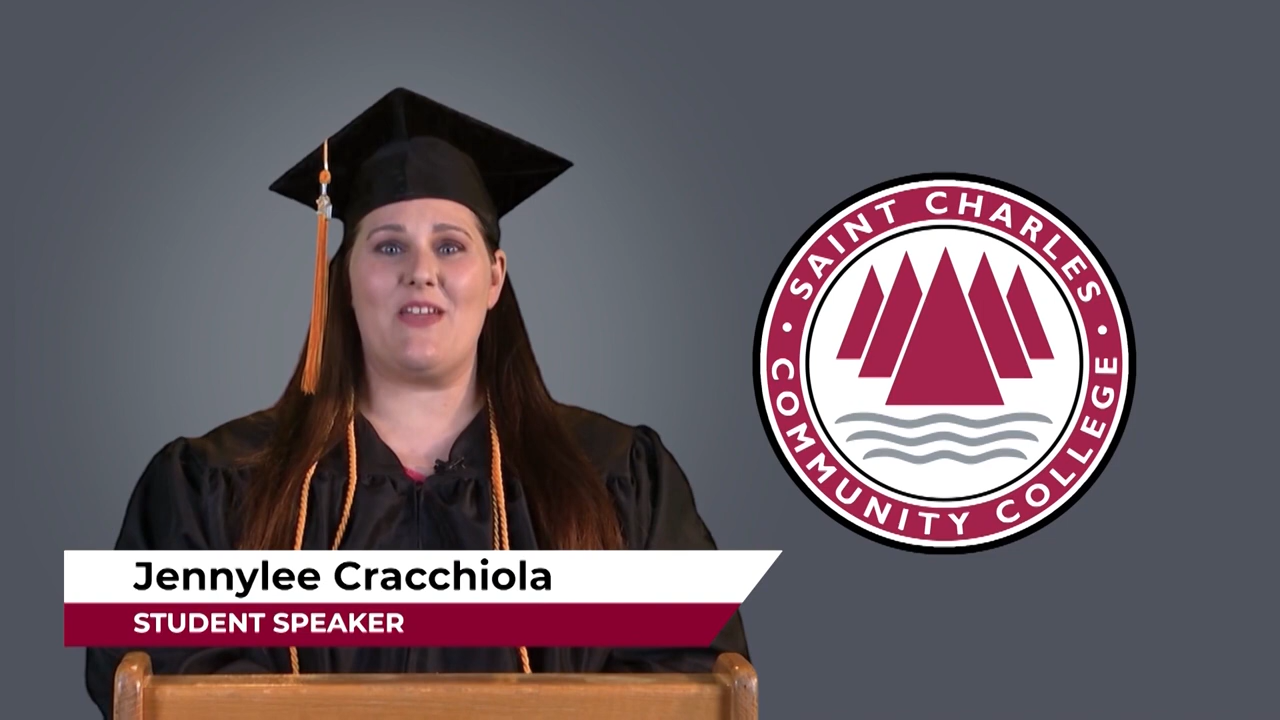 SAINT CHARLES
COMMUNITY COLLEGE
Jennylee Cracchiola
STUDENT SPEAKER